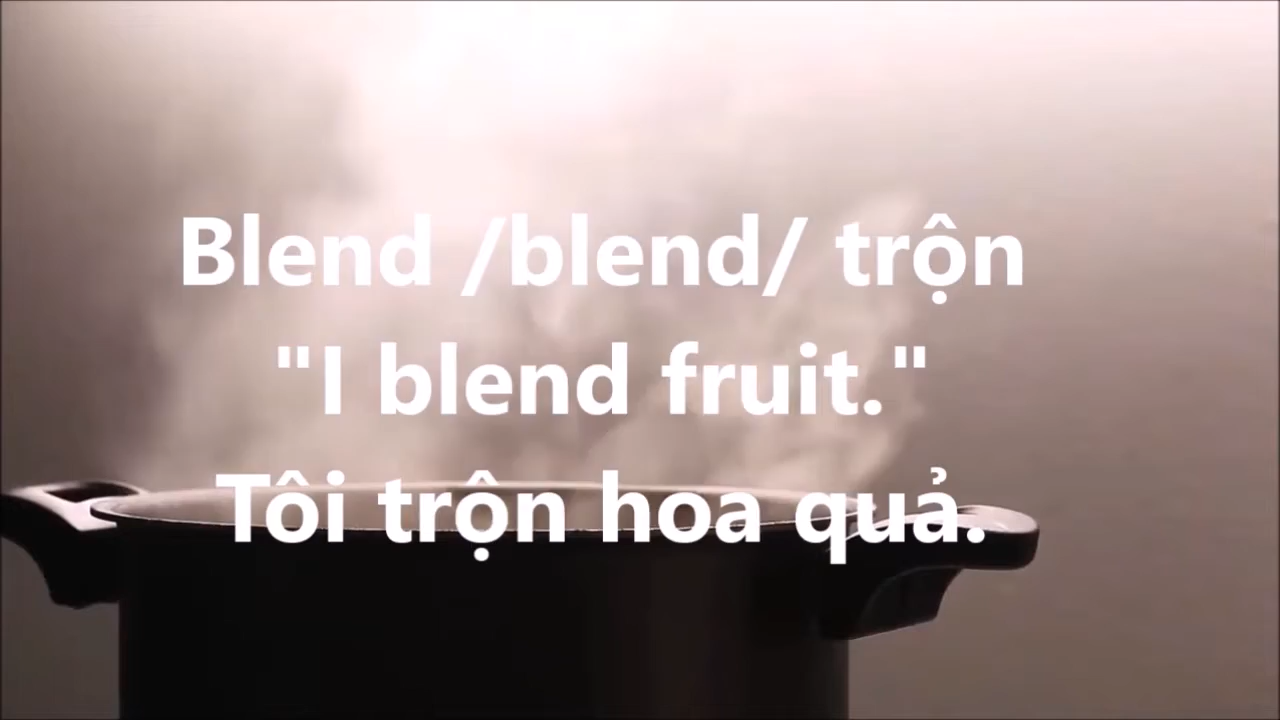 Blend /blend/ trộn
"I blend fruit."
Tôi trộn hoa quả.